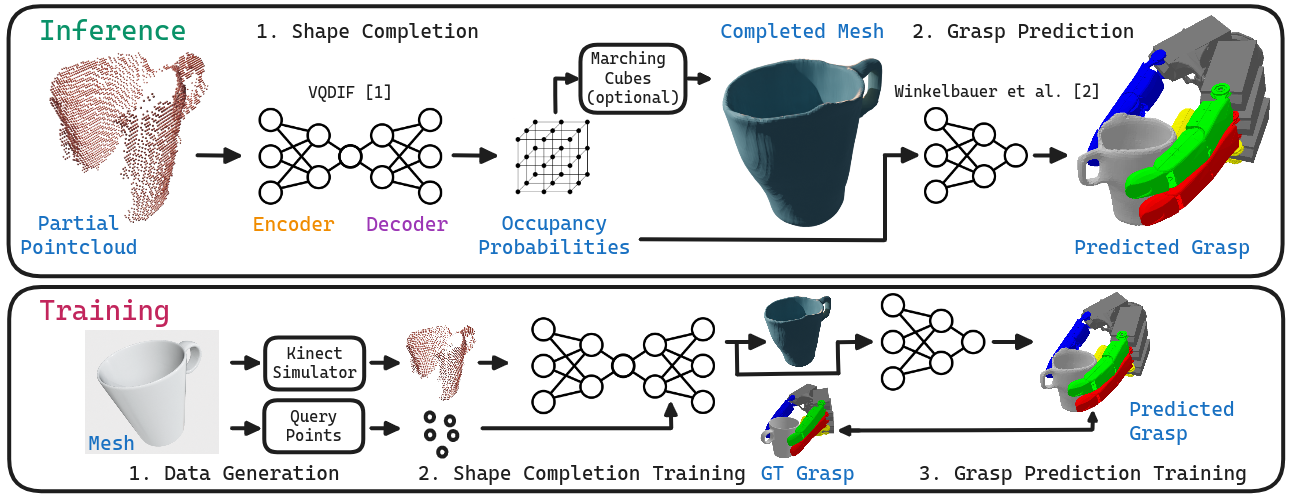 Inference
1. Shape Completion
Completed Mesh
2. Grasp Prediction
Marching
Cubes
(optional)
VQDIF [1]
Winkelbauer et al. [2]
Partial
Pointcloud
Encoder
Decoder
Occupancy
Probabilities
Predicted Grasp
Training
Kinect
Simulator
Mesh
Query
Points
Predicted
Grasp
1. Data Generation
2. Shape Completion Training
GT Grasp
3. Grasp Prediction Training